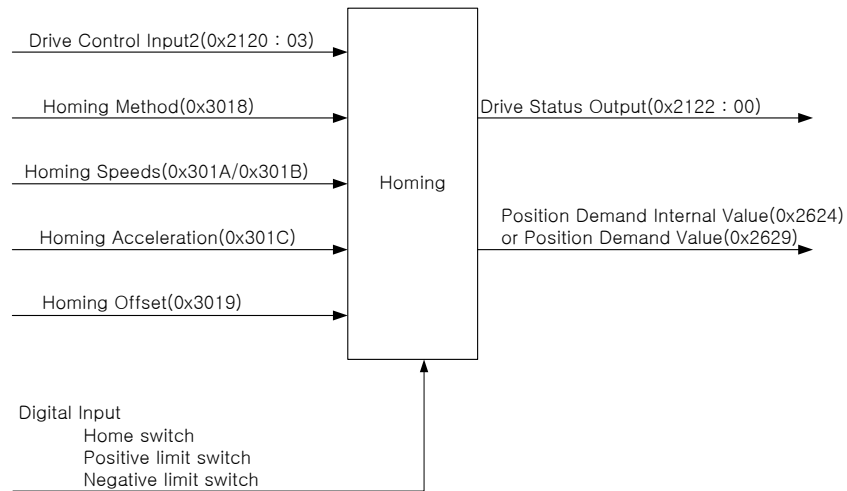 Drive Control Input2(0x2120 : 03)
Homing Method(0x3018)
Homing Speeds(0x301A/0x301B)
Homing Acceleration(0x301C)
Homing Offset(0x3019)
Homing
Drive Status Output(0x2122 : 00)
Position Demand Internal Value(0x2624)
or Position Demand Value(0x2629)
Digital Input
Home switch
Positive limit switch
Negative limit switch